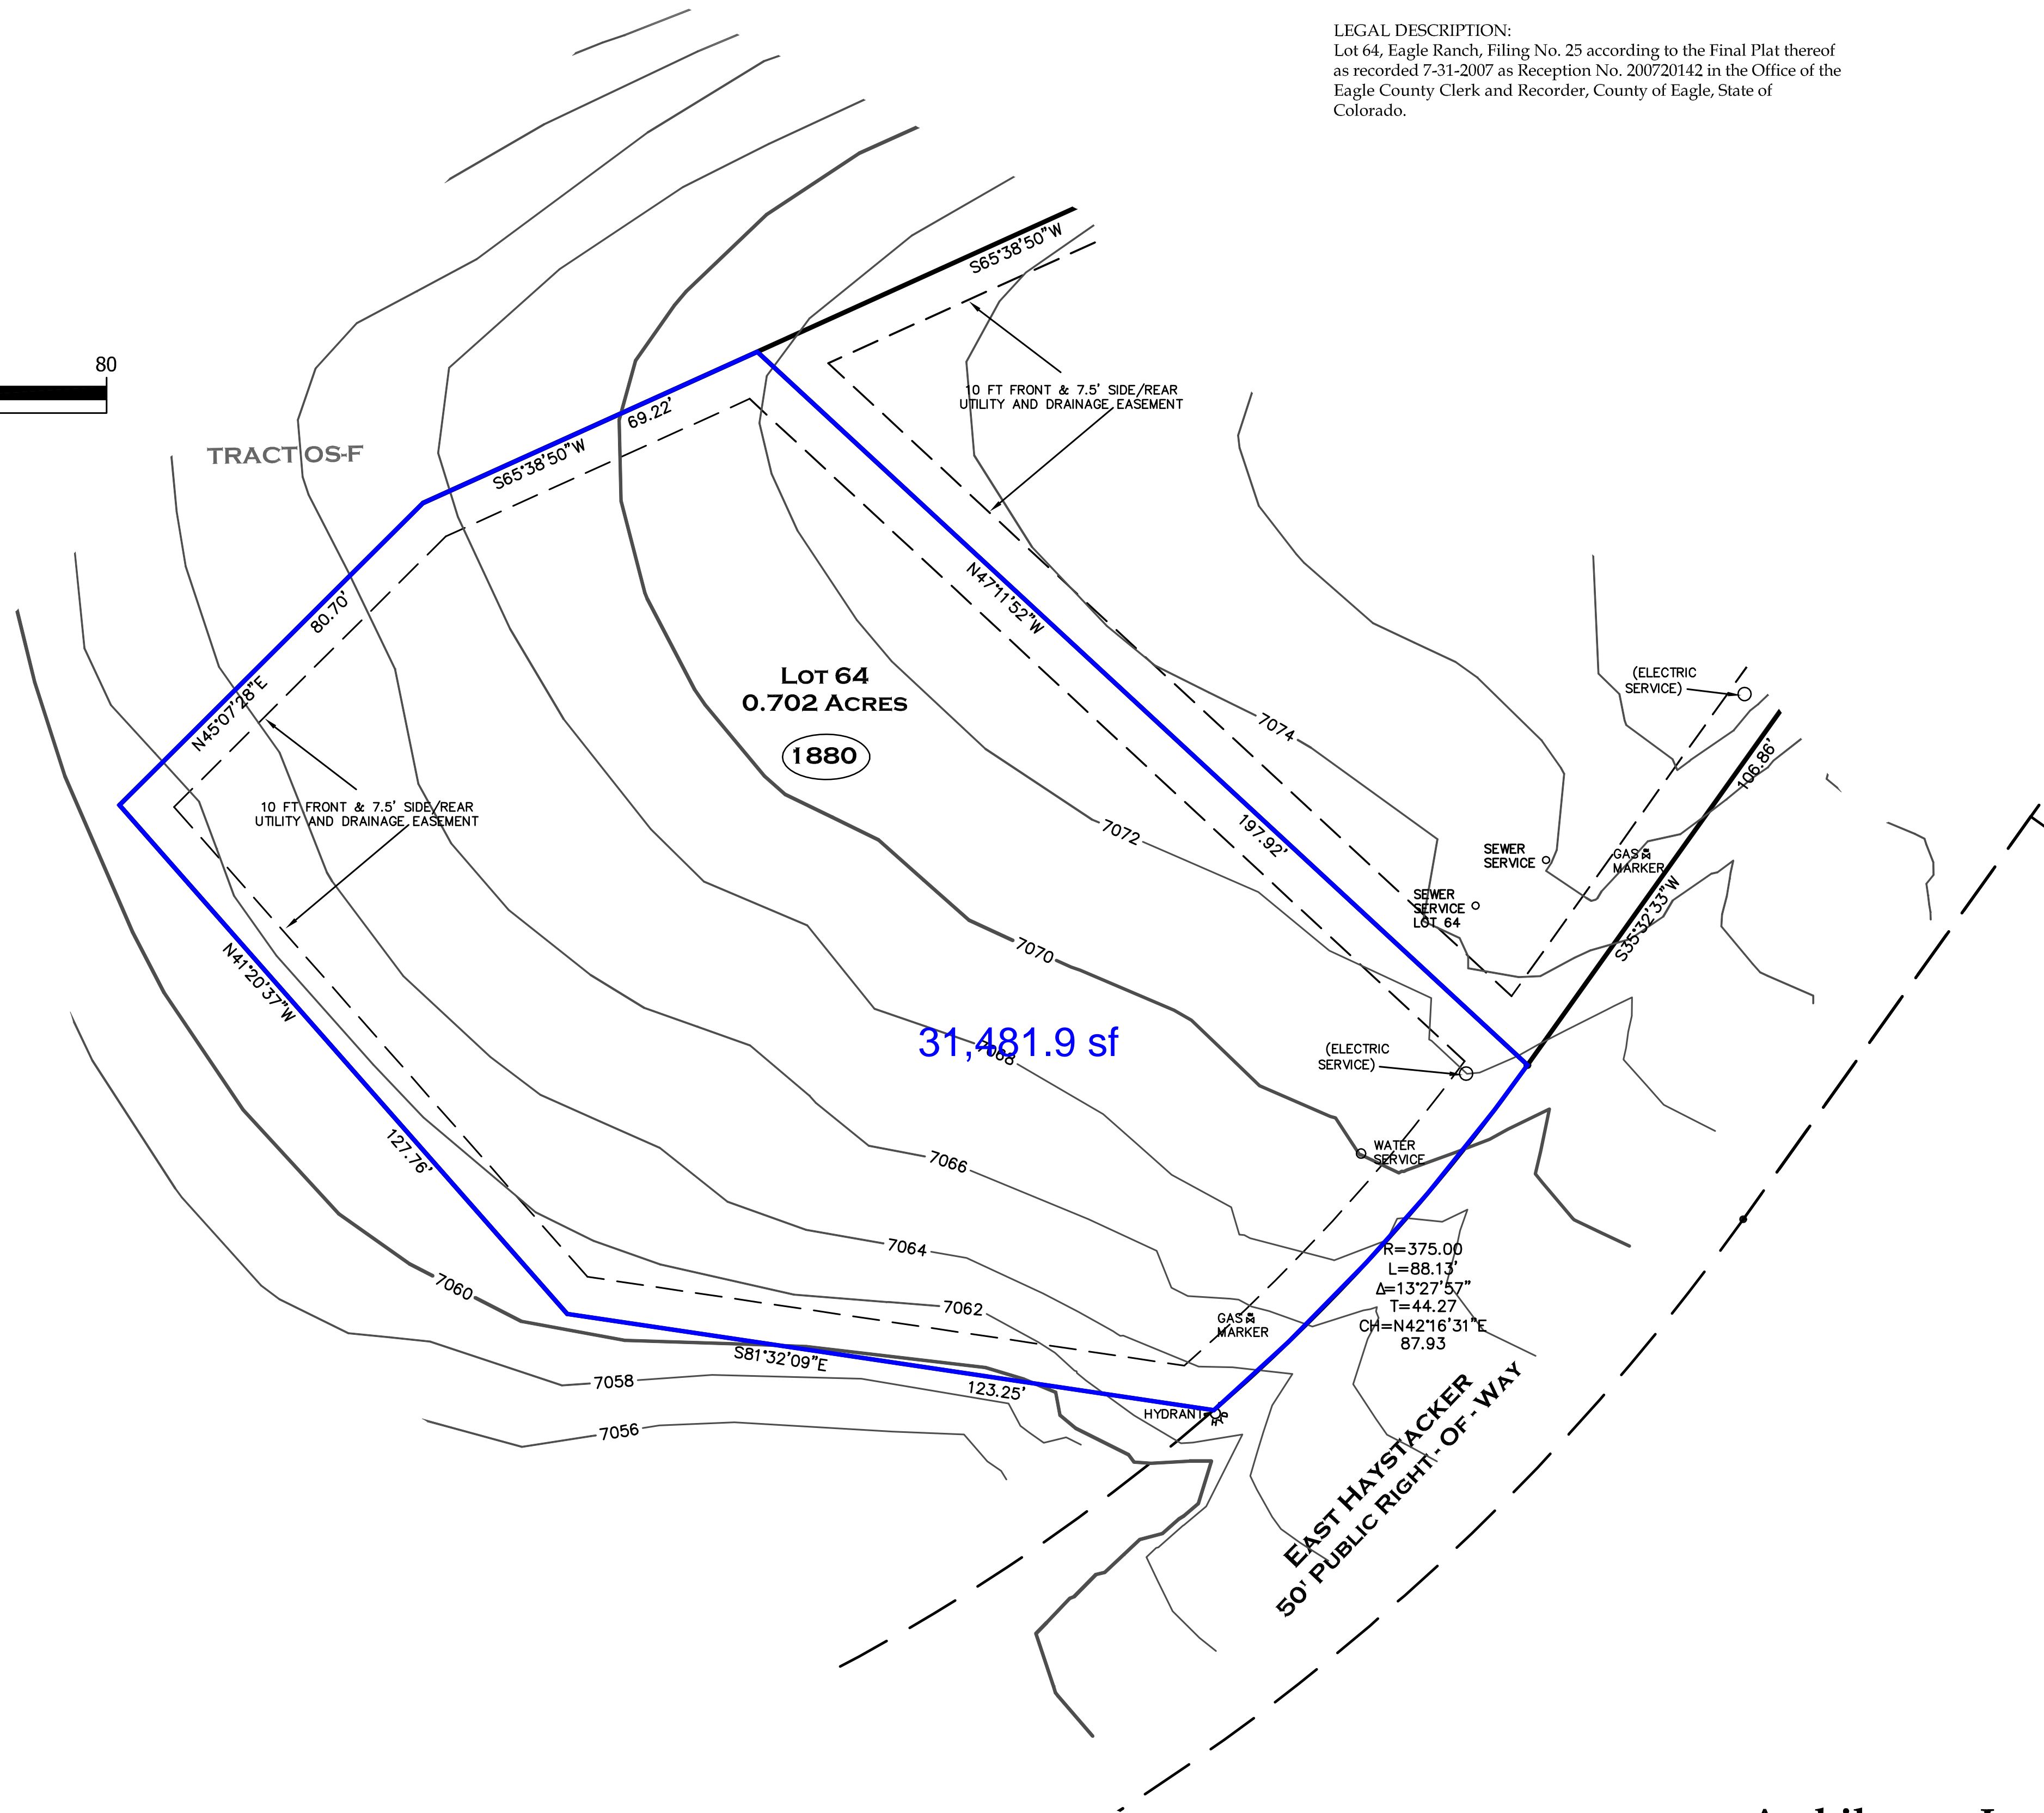 LEGAL DESCRIPTION:
Lot 64, Eagle Ranch, Filing No. 25 according to the Final Plat thereof
as recorded 7-31-2007 as Reception No. 200720142 in the Office of the
Eagle County Clerk and Recorder, County of Eagle, State of
Colorado.
S65°38'50"W
80
10 FT FRONT & 7.5' SIDE/REAR
UTILITY AND DRAINAGE EASEMENT
69.22'
S65°38'50"W
TRACT OS-F
80.70'
N45°07'28"E
N47°11'52"W
LOT 64
0.702 ACRES
1880
(ELECTRIC
SERVICE)
7074
106.86'
10 FT FRONT & 7.5' SIDE/REAR
UTILITY AND DRAINAGE EASEMENT
7072
197.92'
SEWER
SERVICE
GAS
MARKER
SEWER
SERVICE
LOT 64
S35°32'33"W
7070
N41°20'37"W
31,481.9 sf
7068
(ELECTRIC
SERVICE)
127.76'
WATER
SERVICE
7066
7064
R=375.00
L=88.13'
Δ=13°27'57"
T=44.27
CH=N42°16'31"E
87.93
7060
7062
GAS
MARKER
S81°32'09"E
7058
123.25'
HYDRANT
7056
EAST HAYSTACKER
50' PUBLIC RIGHT-OF-WAY